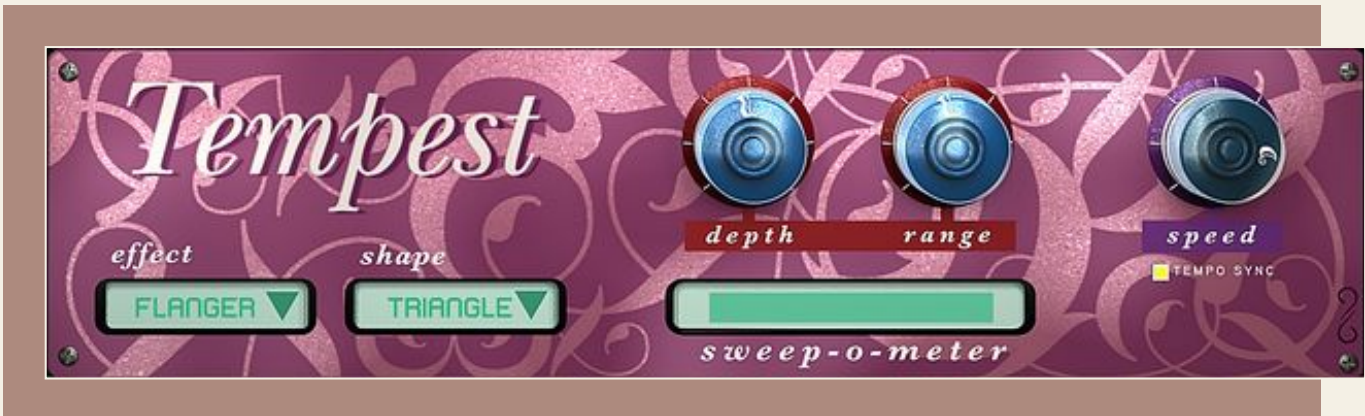 Tempest
depth range speed
TEMPO SYNC
effect shape
FLANGER TRIANGLE
sweep-o-meter